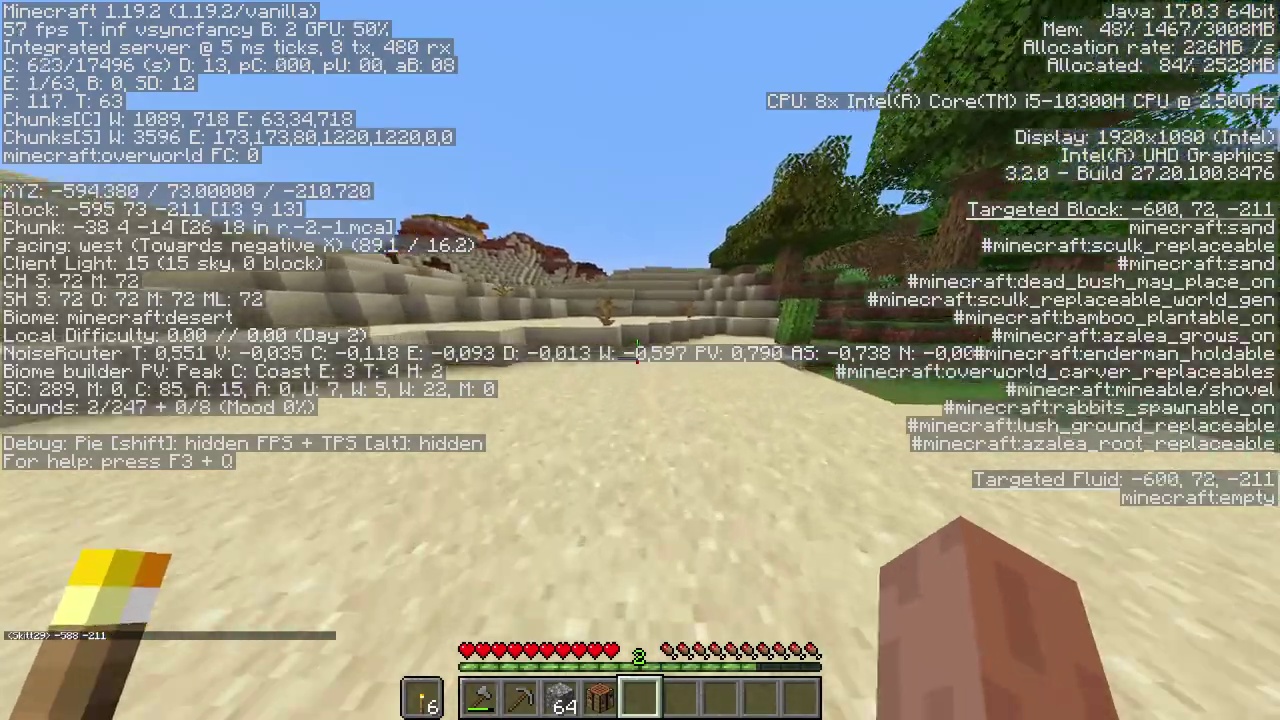 Minecraft 1.19.2 (1.19.2/vanilla)
57 fps T: inf vsyncfancy B: 2 GPU: 50%
Integrated server @ 5 ms ticks, 8 tx, 480 rx
C: 623/17496 (s) D: 13, pC: 000, pU: 00, aB: 08
E: 1/63, B: 0, SD: 12
P: 117. T: 63
Chunks[C] W: 1089, 718 E: 63,34,718
Chunks[S] W: 3596 E: 173,173,80,1220,1220,0,0
minecraft:overworld FC: 0
XYZ: -594.380 / 73.00000 / -210.720
Block: -595 73 -211 [13 9 13]
Chunk: -38 4 -14 [26 18 in r.-2.-1.mca]
Facing: west (Towards negative X) (89.1 / 16.2)
Client Light: 15 (15 sky, 0 block)
CH S: 72 M: 72
SH S: 72 O: 72 M: 72 ML: 72
Biome: minecraft:desert
Local Difficulty: 0.00 // 0.00 (Day 2)
NoiseRouter T: 0,551 V: -0,035 C: -0,118 E: -0,093 D: -0,013 W: -0,597 PV: 0,790 AS: -0,738 N: -0,00
Biome builder PV: Peak C: Coast E: 3 T: 4 H: 2
SC: 289, M: 0, C: 85, A: 15, A: 0, U: 7, W: 5, W: 22, M: 0
Sounds: 2/247 + 0/8 (Mood 0%)
Debug: Pie [shift]: hidden FPS + TPS [alt]: hidden
For help: press F3 + Q
Java: 17.0.3 64bit
Mem: 48% 1467/3008MB
Allocation rate: 226MB /s
Allocated: 84% 2528MB
CPU: 8x Intel(R) Core(TM) i5-10300H CPU @ 2.50GHz
Display: 1920x1080 (Intel)
Intel(R) UHD Graphics
3.2.0 - Build 27.20.100.8476
Targeted Block: -600, 72, -211
minecraft:sand
#minecraft:sculk_replaceable
#minecraft:sand
#minecraft:dead_bush_may_place_on
#minecraft:sculk_replaceable_world_gen
#minecraft:bamboo_plantable_on
#minecraft:azalea_grows_on
#minecraft:enderman_holdable
#minecraft:overworld_carver_replaceables
#minecraft:mineable/shovel
#minecraft:rabbits_spawnable_on
#minecraft:lush_ground_replaceable
#minecraft:azalea_root_replaceable
Targeted Fluid: -600, 72, -211
minecraft:empty
<Skitt29> -588 -211
2
6
64